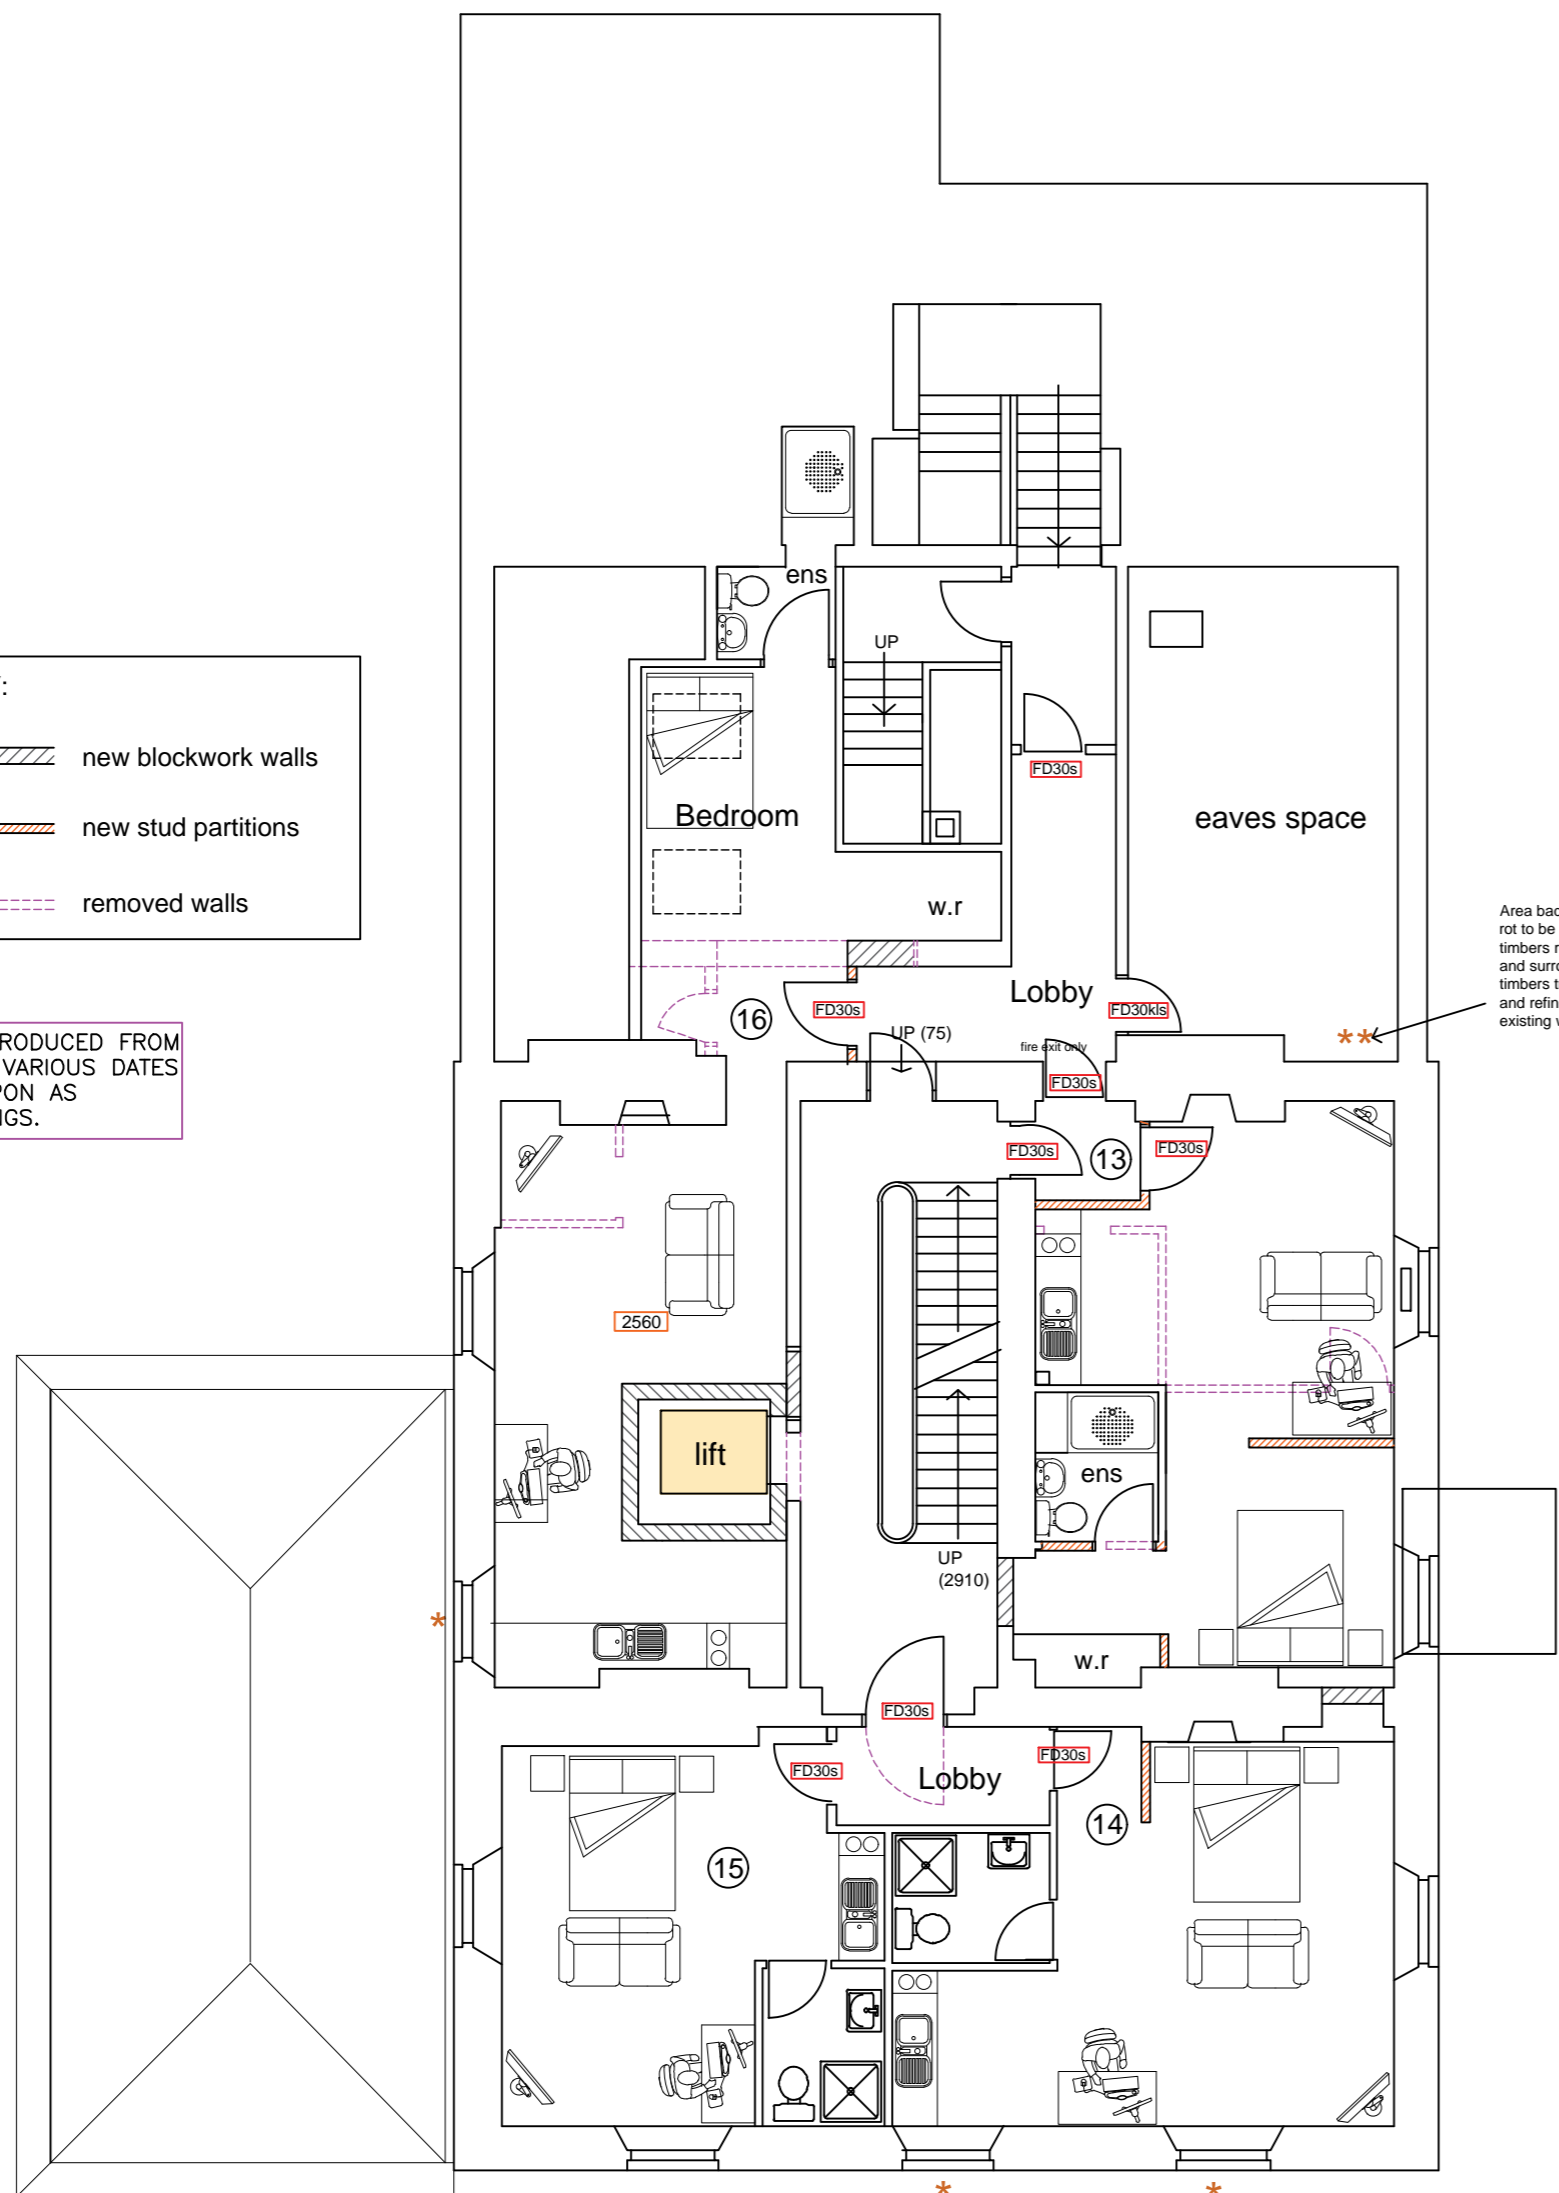 ens
UP
FD30s
Bedroom
eaves space
w.r
:
new blockwork walls
new stud partitions
removed walls
Lobby
16
FD30s
FD30kls
UP (75)
fire exit only
FD30s
**
Area bac
rot to be
timbers r
and surro
timbers t
and refin
existing
RODUCED FROM
VARIOUS DATES
PON AS
NGS.
FD30s
13
FD30s
2560
lift
ens
UP
(2910)
*
w.r
FD30s
FD30s
Lobby
FD30s
14
15
*
*